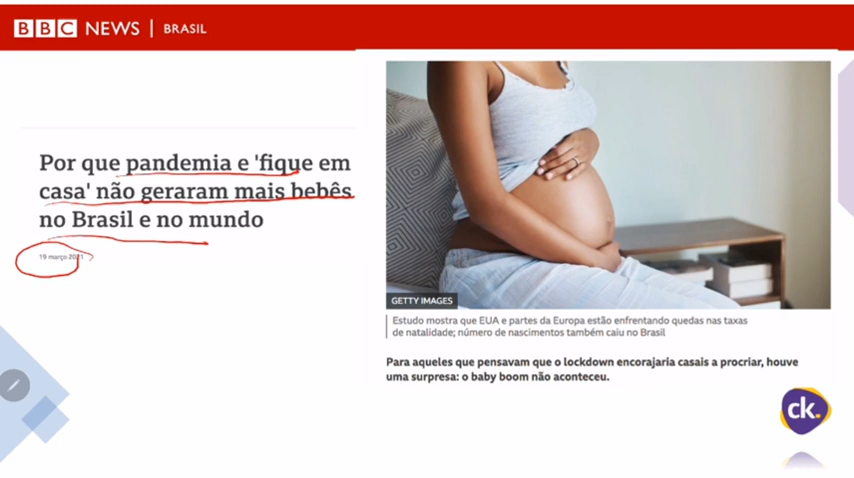 BBC NEWS | BRASIL
Por que pandemia e 'fique em
casa' não geraram mais bebês
no Brasil e no mundo
19 março 2021
GETTY IMAGES
Estudo mostra que EUA e partes da Europa estão enfrentando quedas nas taxas
de natalidade; número de nascimentos também caiu no Brasil
Para aqueles que pensavam que o lockdown encorajaria casais a procriar, houve
uma surpresa: o baby boom não aconteceu.
ck.